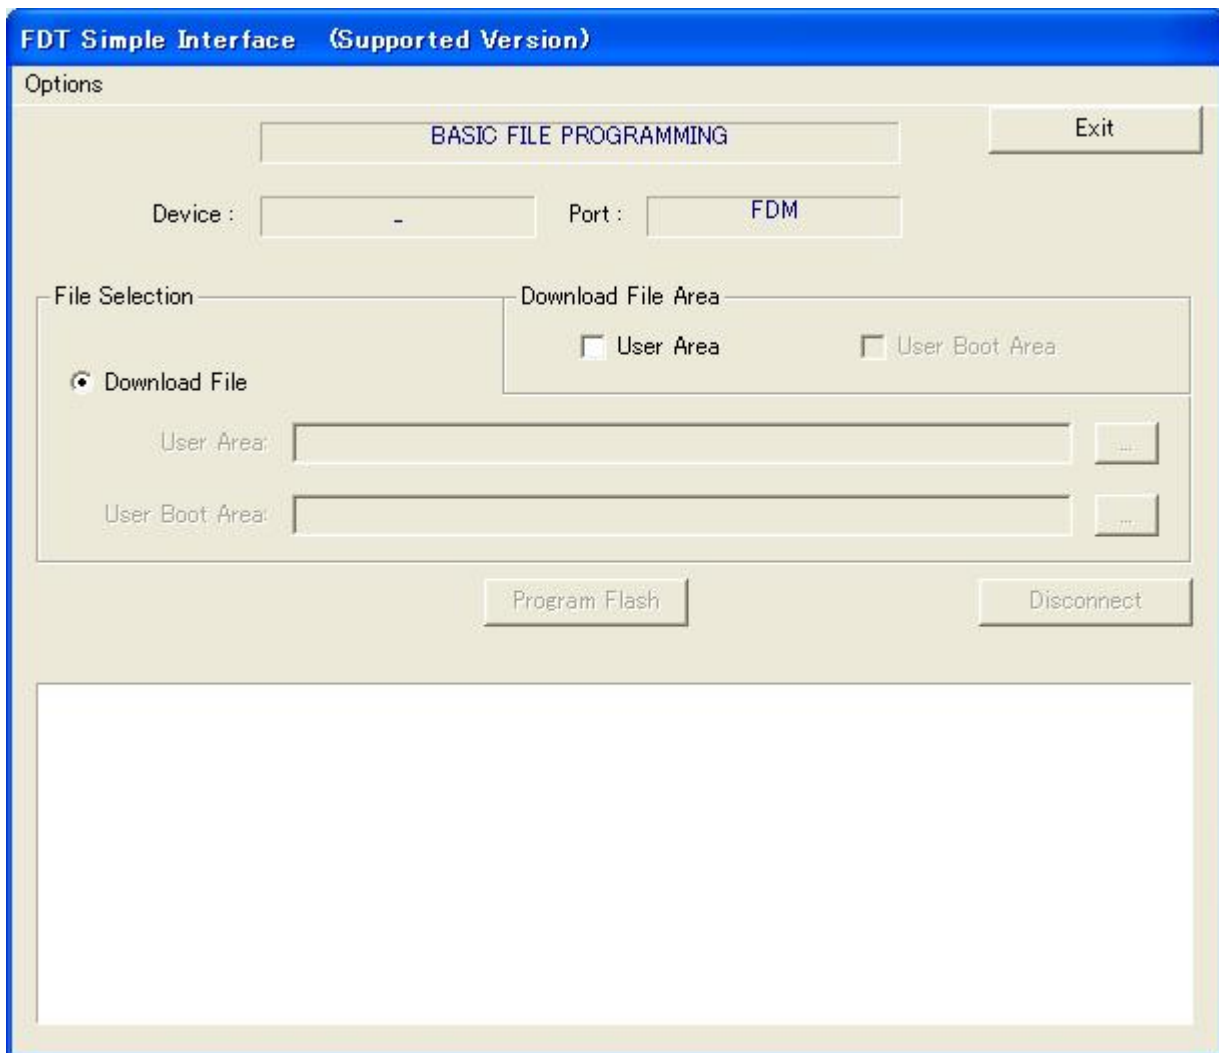 FDT Simple Interface (Supported Version)
Options
BASIC FILE PROGRAMMING
Exit
Device : - Port : FDM
File Selection
Download File Area
User Area User Boot Area
Download File
User Area: ...
User Boot Area: ...
Program Flash Disconnect